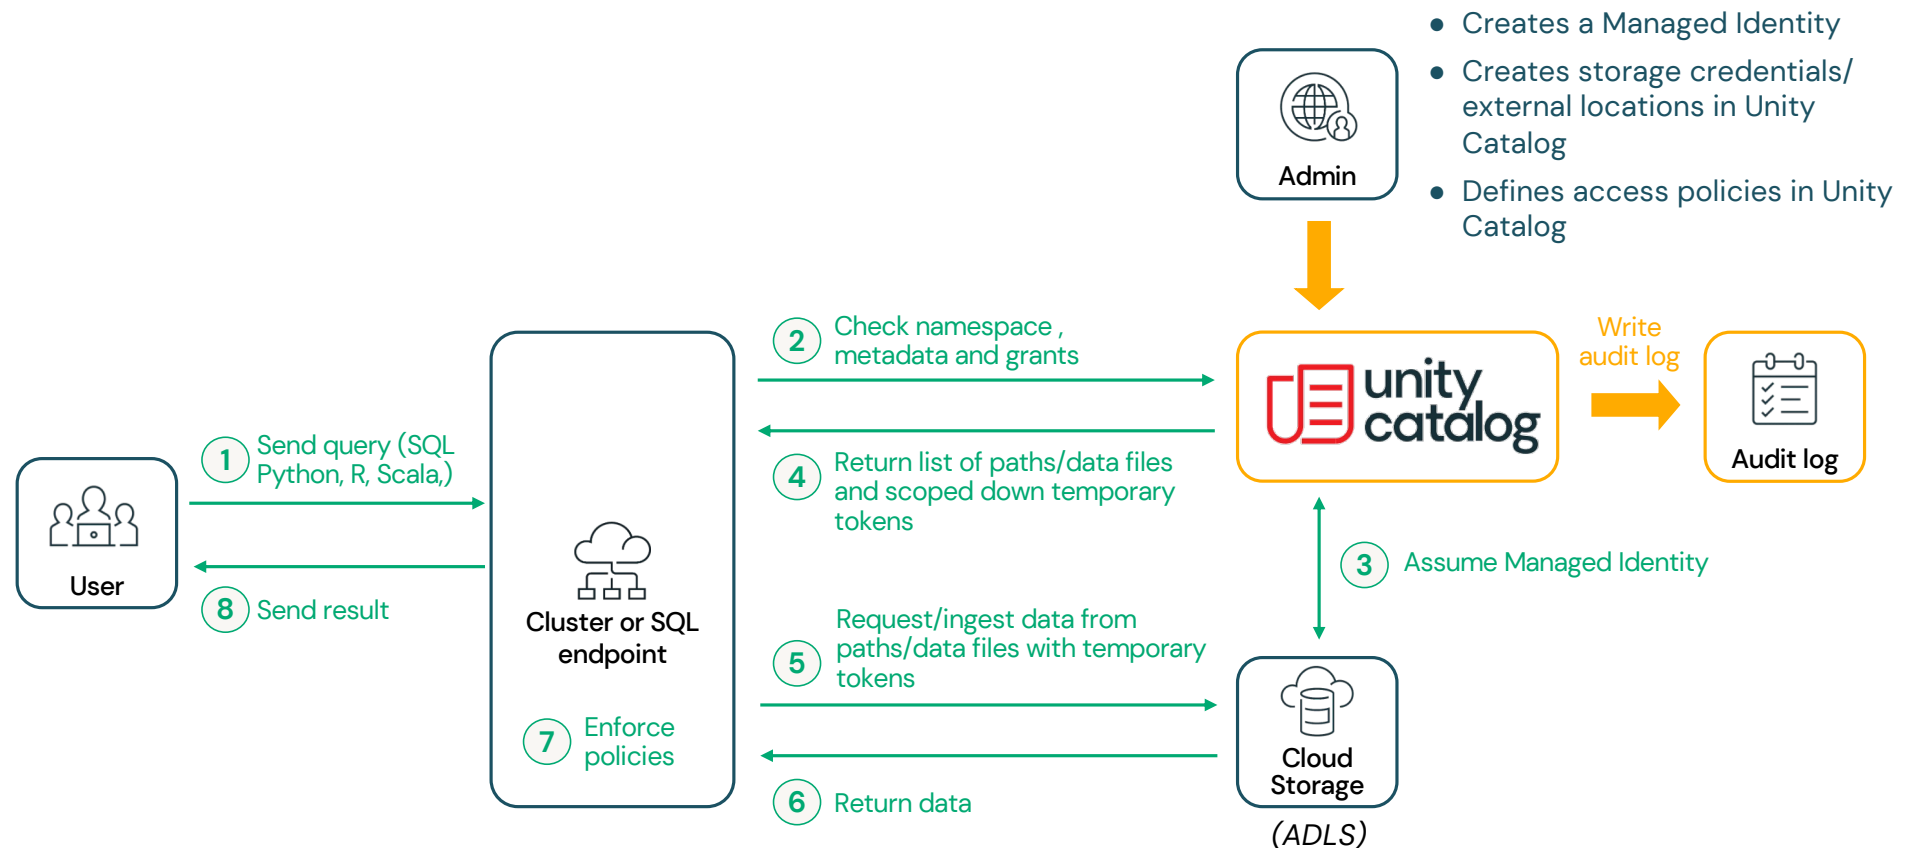 ● Creates a Managed Identity
● Creates storage credentials/
external locations in Unity
Catalog
● Defines access policies in Unity
Catalog
Admin
2
Check namespace ,
metadata and grants
unity
catalog
Write
audit log
Audit log
1
Send query (SQL
Python, R, Scala,)
User
8
Send result
4
Return list of paths/data files
and scoped down temporary
tokens
3
Assume Managed Identity
Cluster or SQL
endpoint
5
Request/ingest data from
paths/data files with temporary
tokens
7
Enforce
policies
6
Return data
Cloud
Storage
(ADLS)